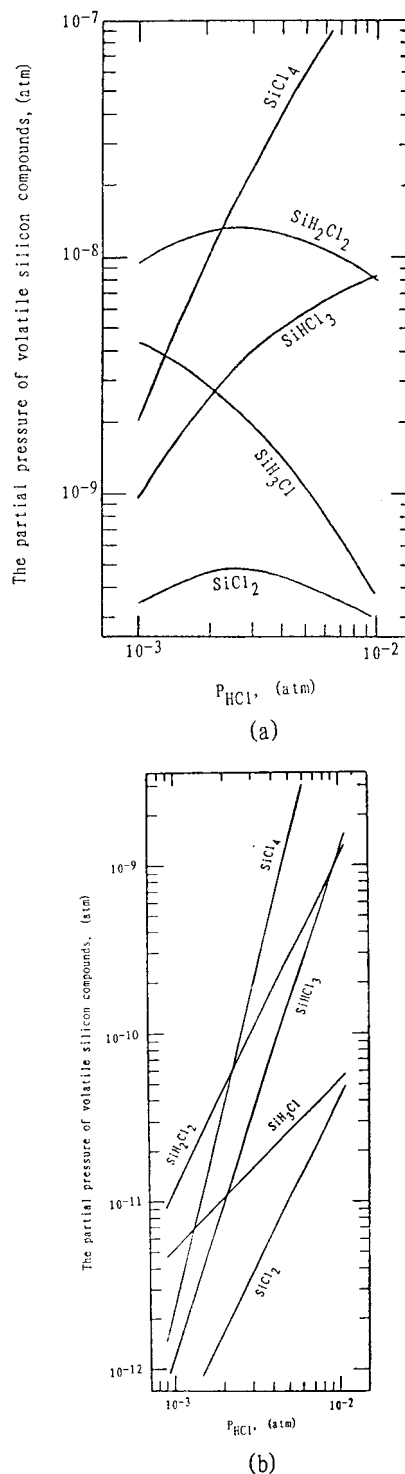 10⁻⁷
SiCl₄
SiH₂Cl₂
10⁻⁸
SiHCl₃
SiH₃Cl
10⁻⁹
SiCl₂
The partial pressure of volatile silicon compounds, (atm)
10⁻³
10⁻²
P_HCl, (atm)
(a)
SiCl₄
10⁻⁹
SiHCl₃
10⁻¹⁰
SiH₂Cl₂
SiH₃Cl
10⁻¹¹
SiCl₂
10⁻¹²
The partial pressure of volatile silicon compounds, (atm)
10⁻³
10⁻²
P_HCl, (atm)
(b)